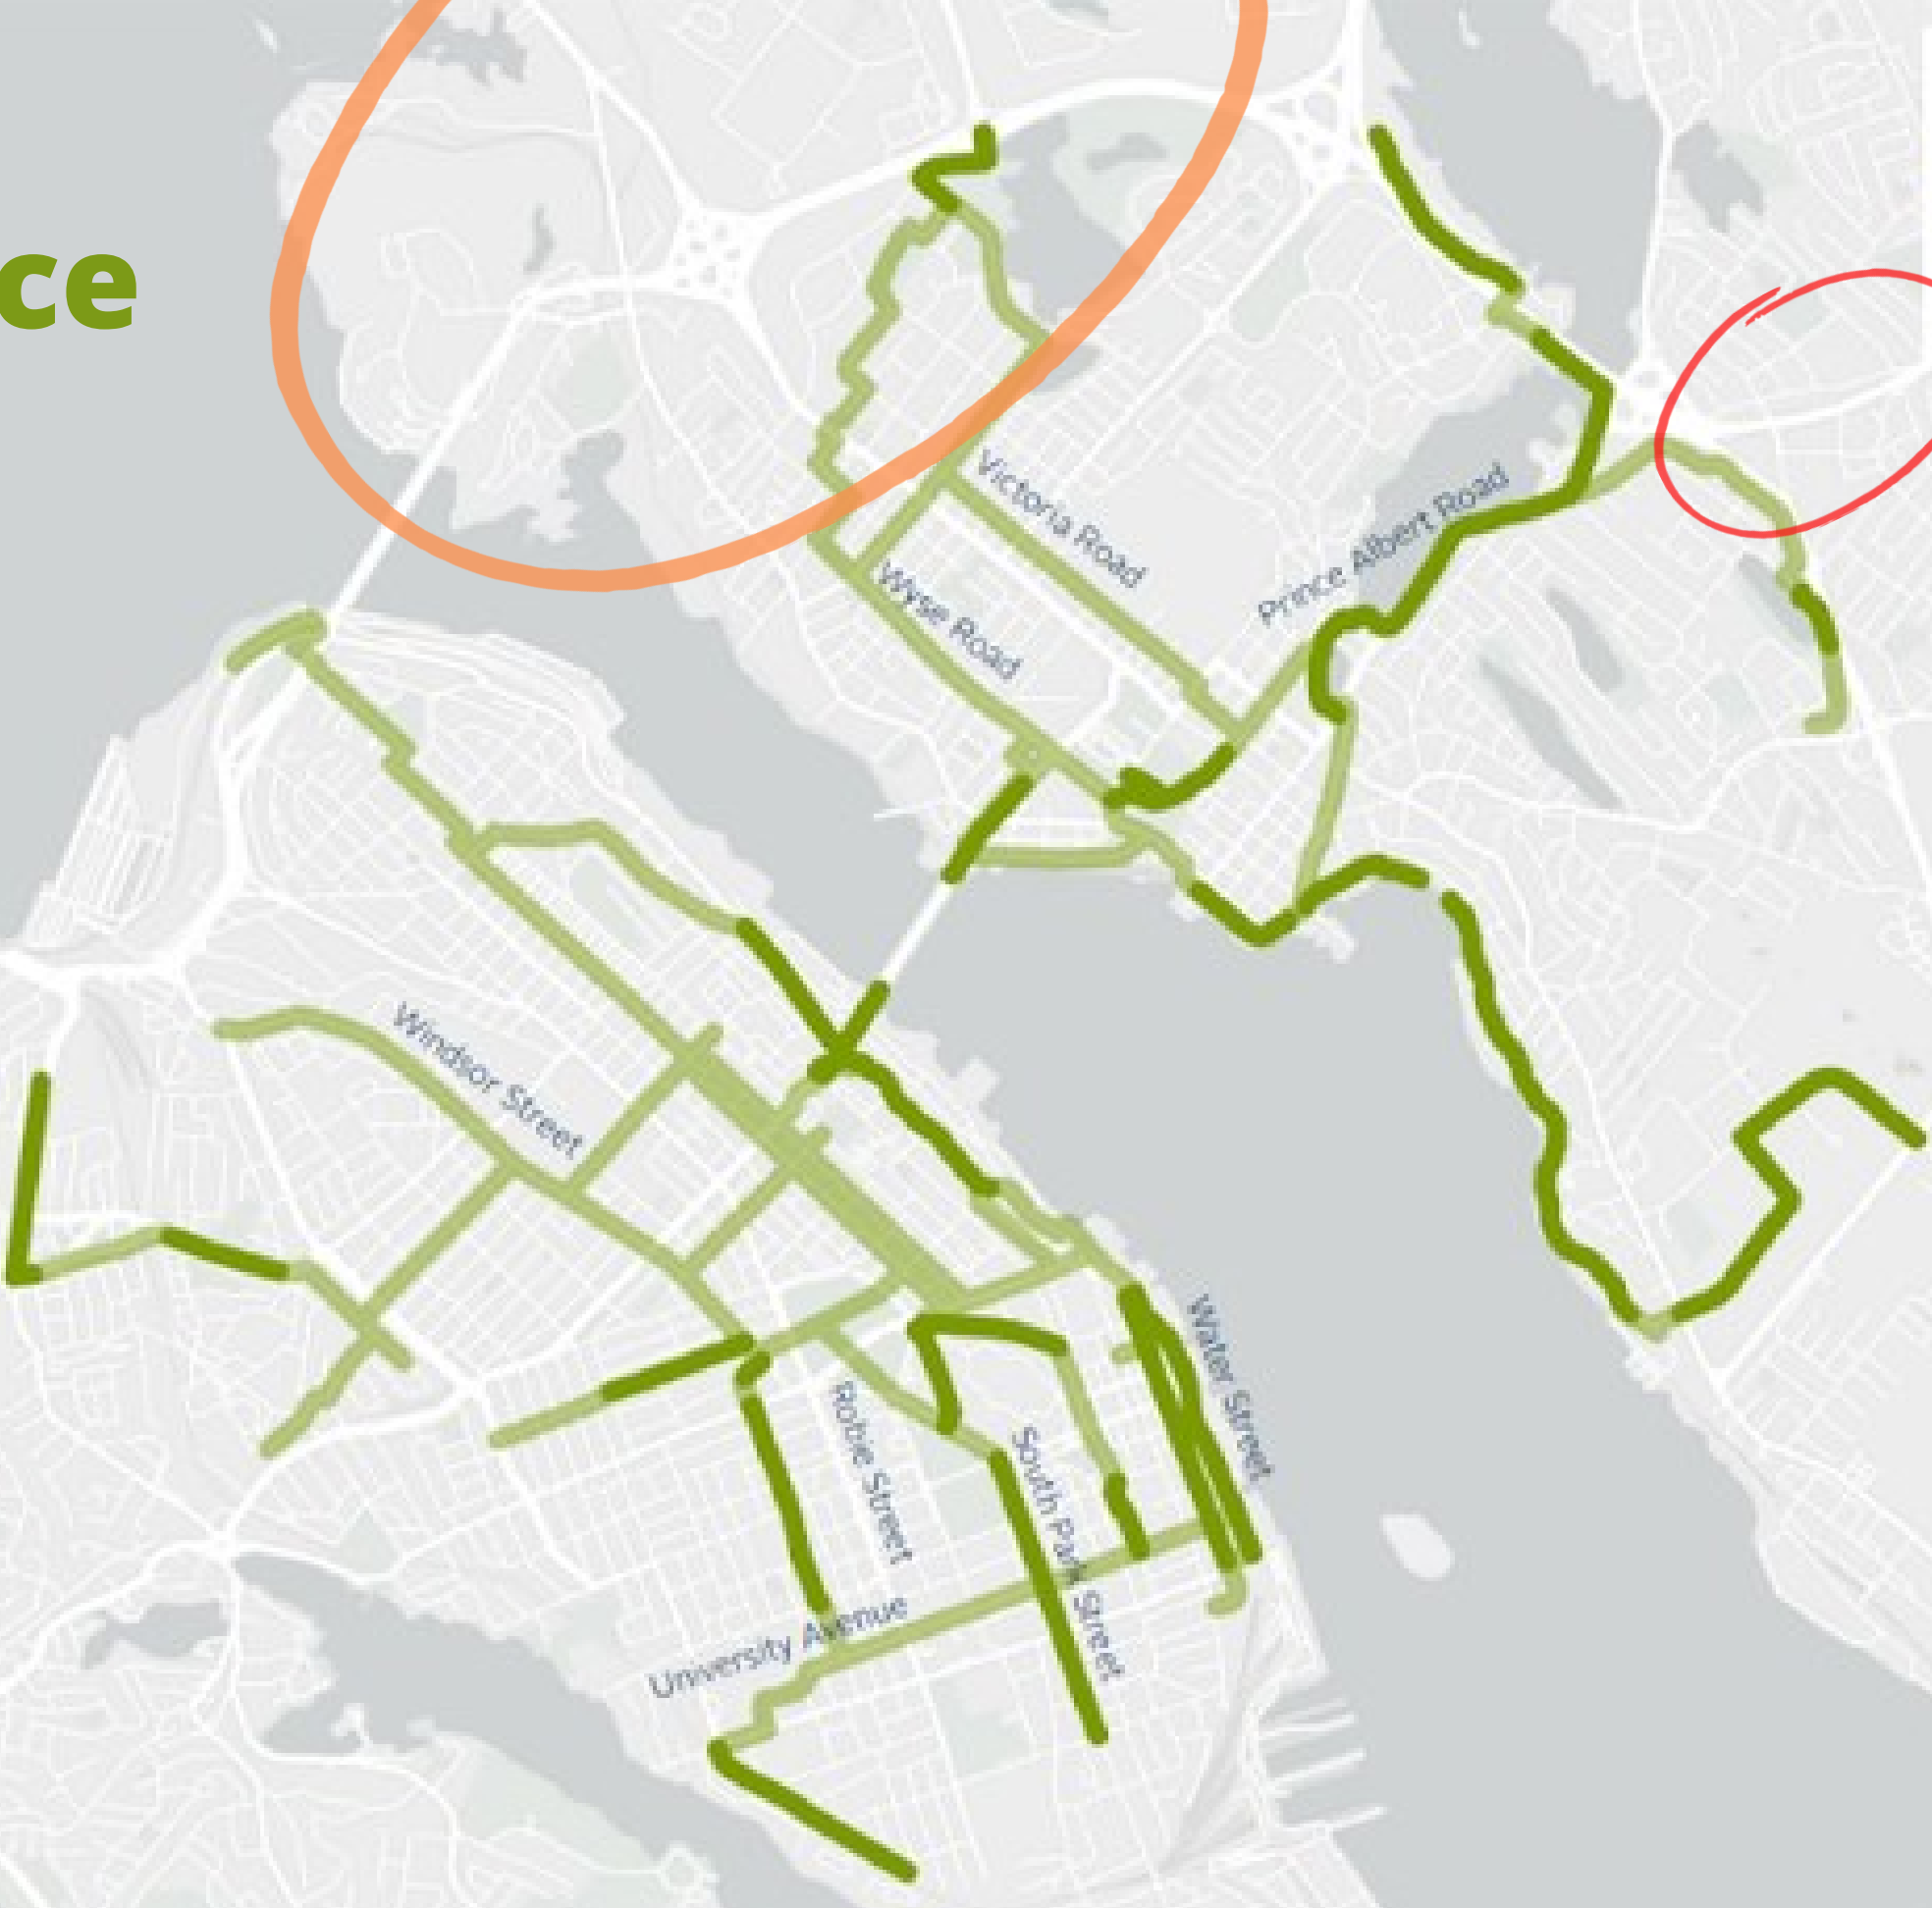 ce
Victoria Road
Prince Albert Road
Wyse Road
Windsor Street
Water Street
Robie Street
South Park Street
University Avenue